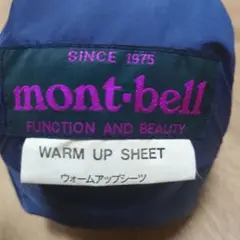 SINCE 1975
mont-bell
FUNCTION AND BEAUTY
WARM UP SHEET
ウォームアップシーツ